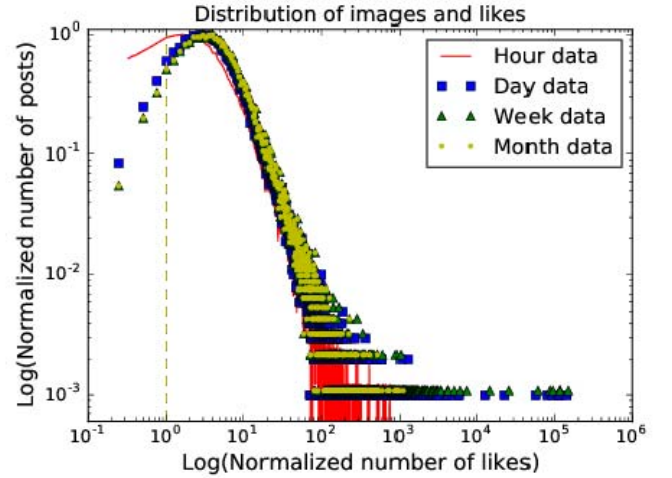 Distribution of images and likes
Log(Normalized number of posts)
10⁰
10⁻¹
10⁻²
10⁻³
Hour data
Day data
Week data
Month data
10⁻¹ 10⁰ 10¹ 10² 10³ 10⁴ 10⁵ 10⁶
Log(Normalized number of likes)